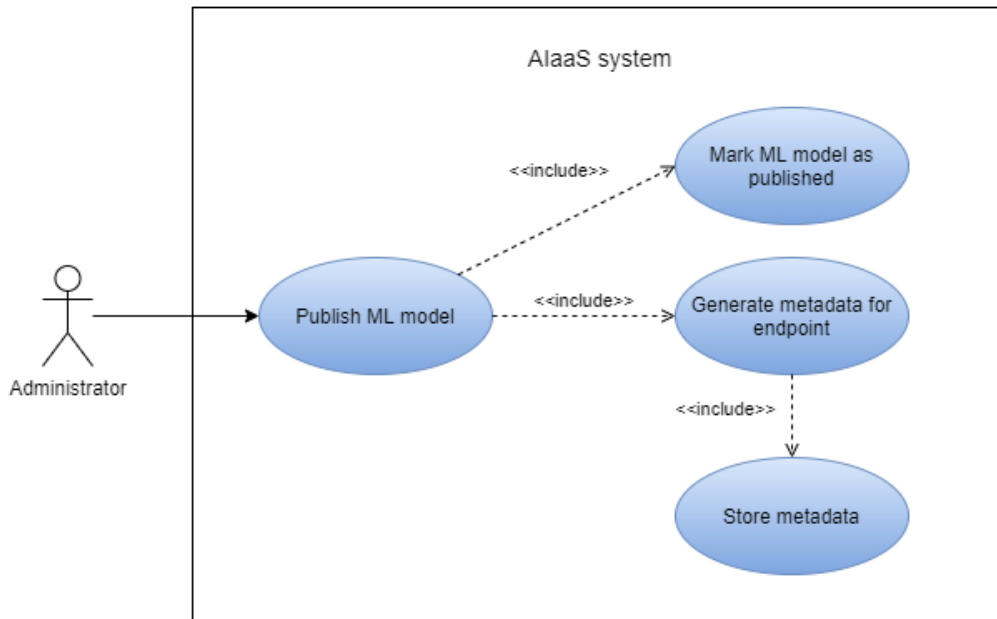 AIaaS system
Mark ML model as
published
<<include>>
<<include>>
Publish ML model
Generate metadata for
endpoint
Administrator
<<include>>
Store metadata